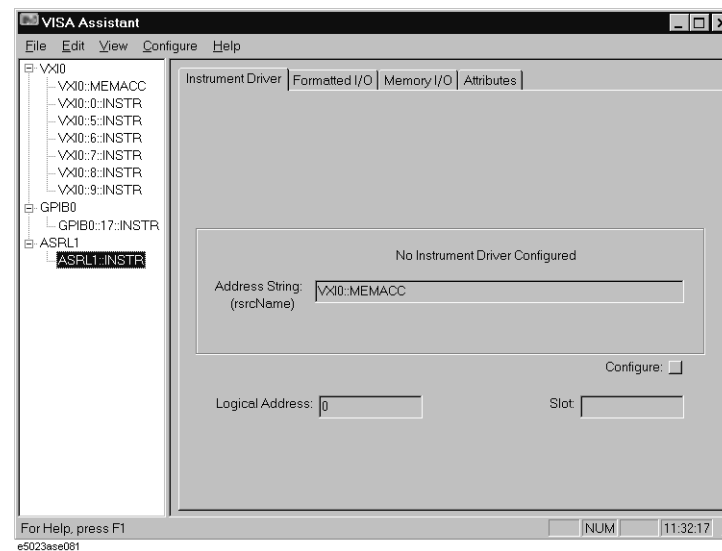 VISA Assistant
File Edit View Configure Help
VXI0
VXI0::MEMACC
VXI0::0::INSTR
VXI0::5::INSTR
VXI0::6::INSTR
VXI0::7::INSTR
VXI0::8::INSTR
VXI0::9::INSTR
GPIB0
GPIB0::17::INSTR
ASRL1
ASRL1::INSTR
Instrument Driver Formatted I/O Memory I/O Attributes
No Instrument Driver Configured
Address String: VXI0::MEMACC
(rsrcName)
Configure:
Logical Address: 0 Slot:
For Help, press F1 NUM 11:32:17
e5023ase081